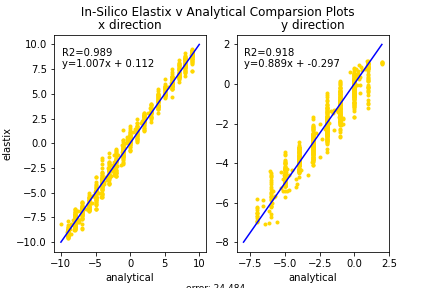 In-Silico Elastix v Analytical Comparsion Plots
x direction
y direction
R2=0.989
y=1.007x + 0.112
R2=0.918
y=0.889x + -0.297
elastix
10.0
7.5
5.0
2.5
0.0
−2.5
−5.0
−7.5
−10.0
2
0
−2
−4
−6
−8
−10
−5
0
5
10
−7.5
−5.0
−2.5
0.0
2.5
analytical
analytical
error: 24.484